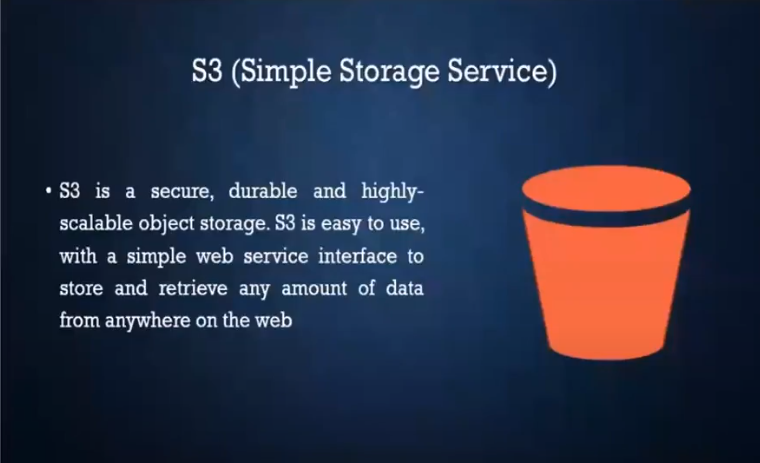 S3 (Simple Storage Service)
• S3 is a secure, durable and highly-
scalable object storage. S3 is easy to use,
with a simple web service interface to
store and retrieve any amount of data
from anywhere on the web